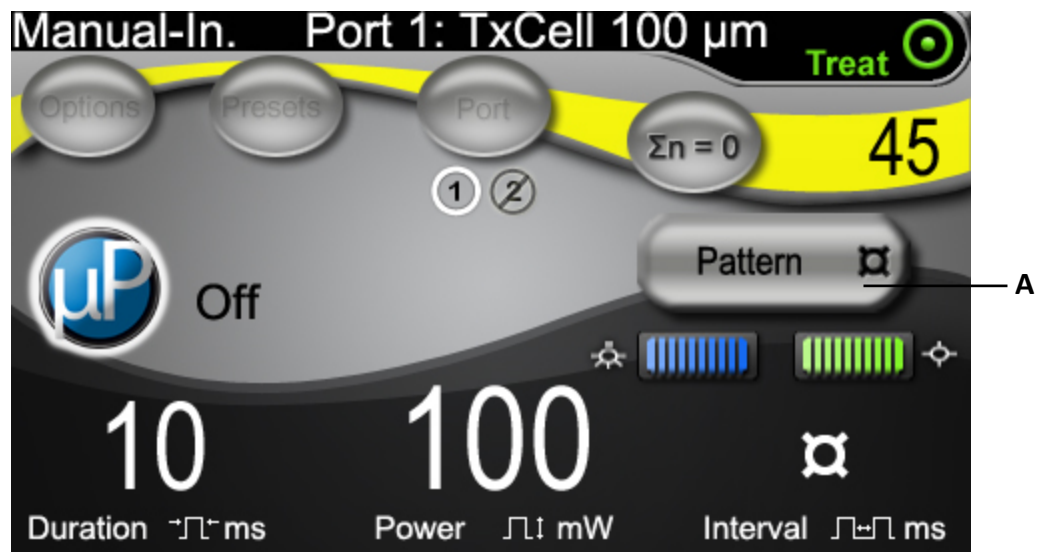 Manual-In. Port 1: TxCell 100 µm
Treat
Options Presets Port Σn = 0 45
1 2
Pattern ¤
A
µP Off
10 100 ¤
Duration ms Power mW Interval ms